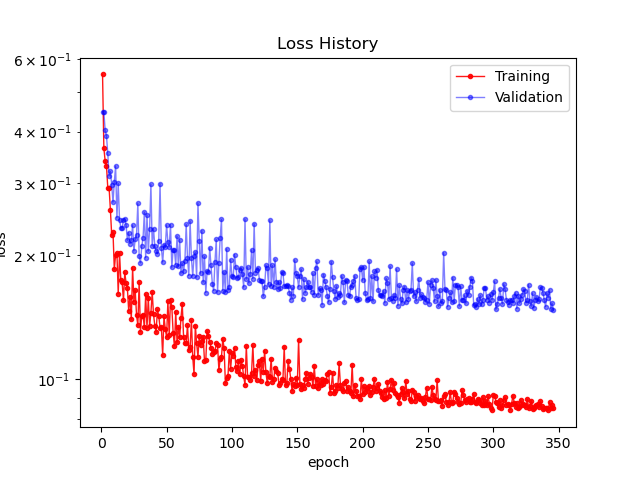 Loss History
Training
Validation
6 × 10⁻¹
4 × 10⁻¹
3 × 10⁻¹
2 × 10⁻¹
10⁻¹
loss
0 50 100 150 200 250 300 350
epoch